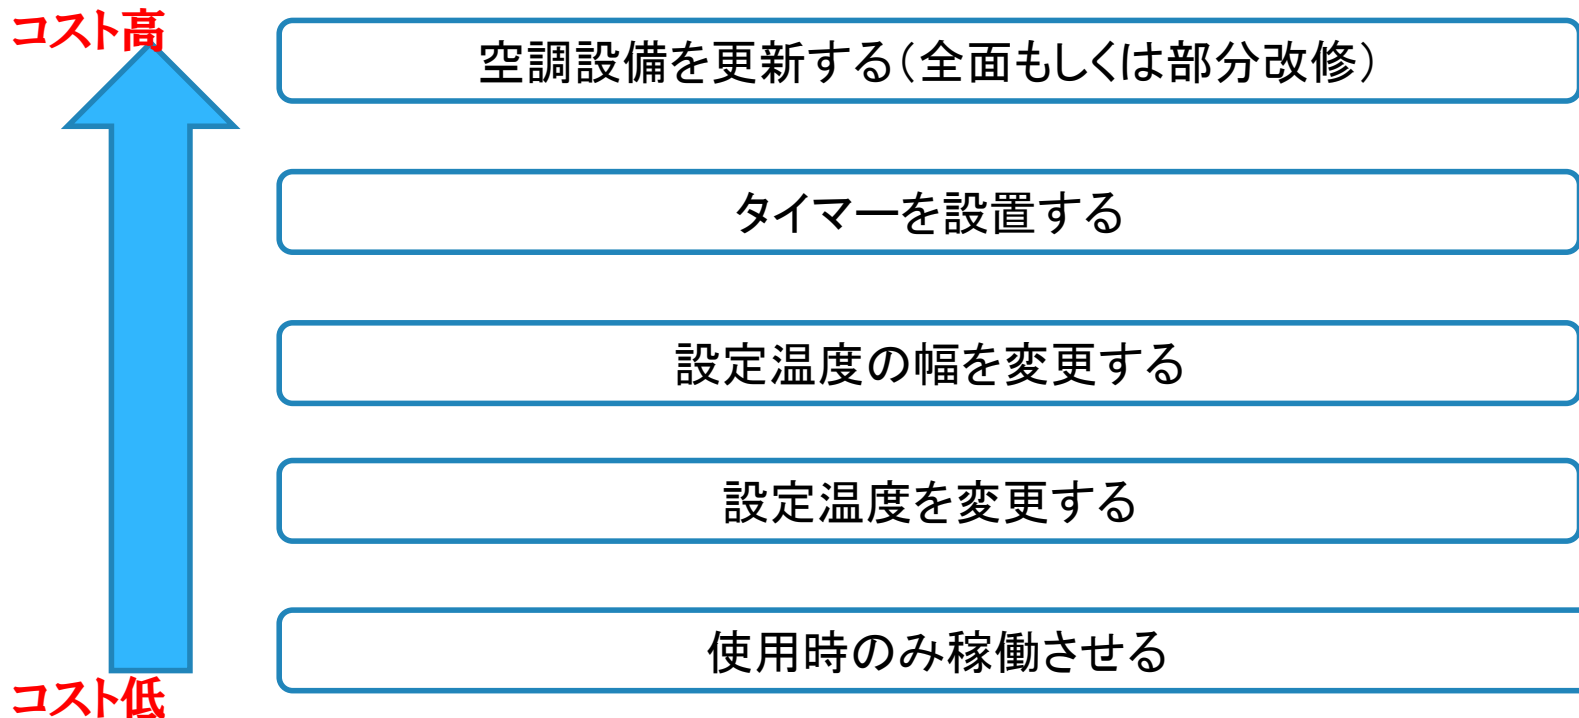 コスト高
空調設備を更新する（全面もしくは部分改修）
タイマーを設置する
設定温度の幅を変更する
設定温度を変更する
使用時のみ稼働させる
コスト低